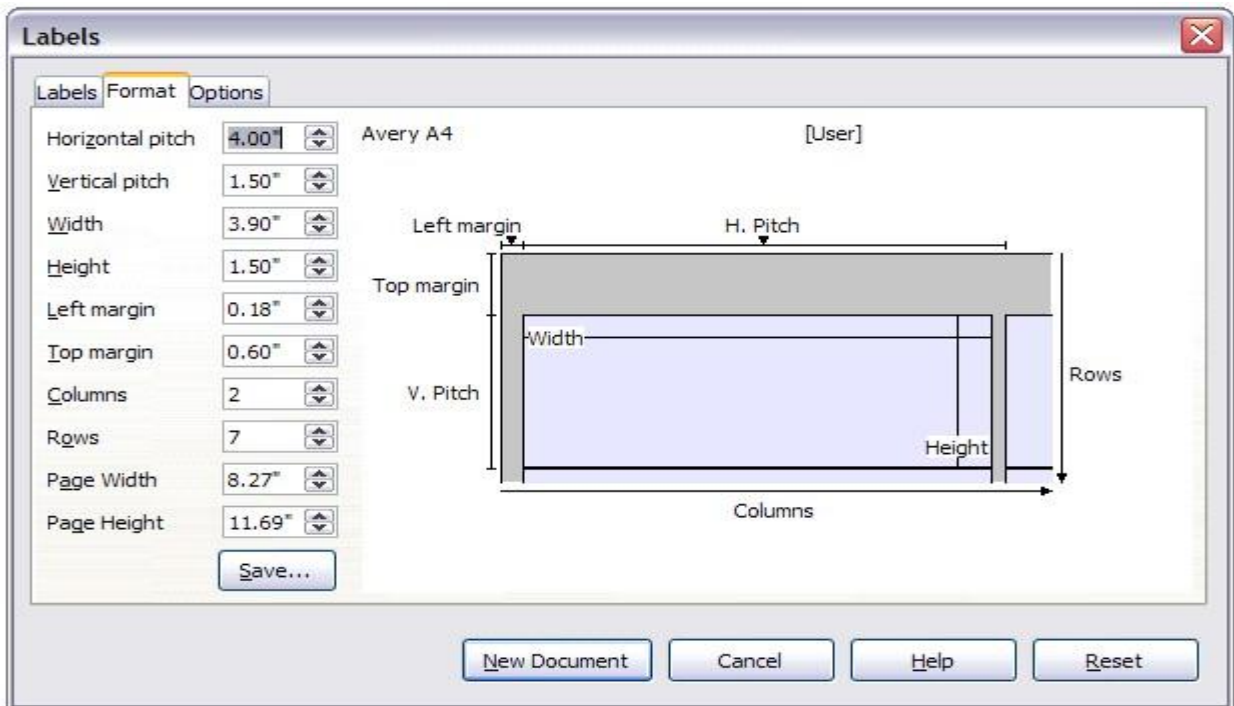 Labels
Labels Format Options
Horizontal pitch 4.00" Avery A4 [User]
Vertical pitch 1.50"
Width 3.90"
Height 1.50"
Left margin 0.18"
Top margin 0.60"
Columns 2
Rows 7
Page Width 8.27"
Page Height 11.69"
Save...
Left margin H. Pitch
Top margin
Width
V. Pitch
Rows
Height
Columns
New Document Cancel Help Reset